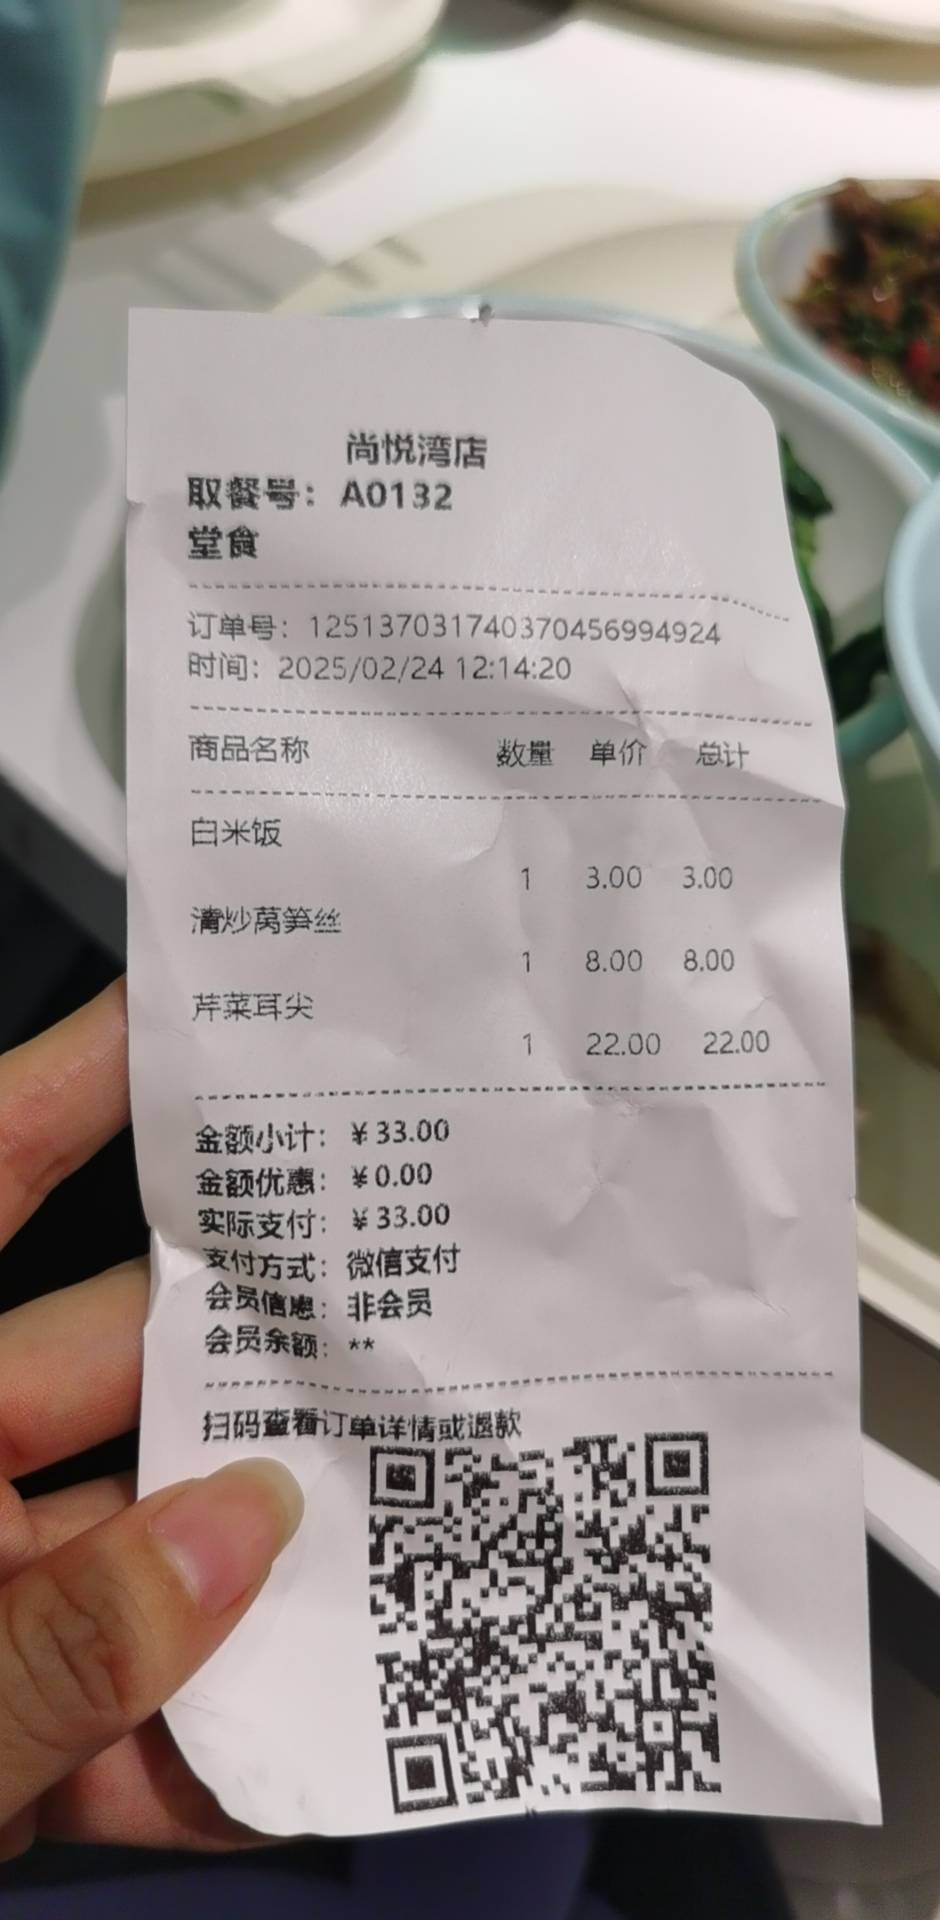 尚悦湾店
取餐号：A0132
堂食
订单号：125137031740370456994924
时间：2025/02/24 12:14:20
商品名称 数量 单价 总计
白米饭
1 3.00 3.00
清炒莴笋丝
1 8.00 8.00
芹菜耳尖
1 22.00 22.00
金额小计：￥33.00
金额优惠：￥0.00
实际支付：￥33.00
支付方式：微信支付
会员信息：非会员
会员余额：**
扫码查看订单详情或退款